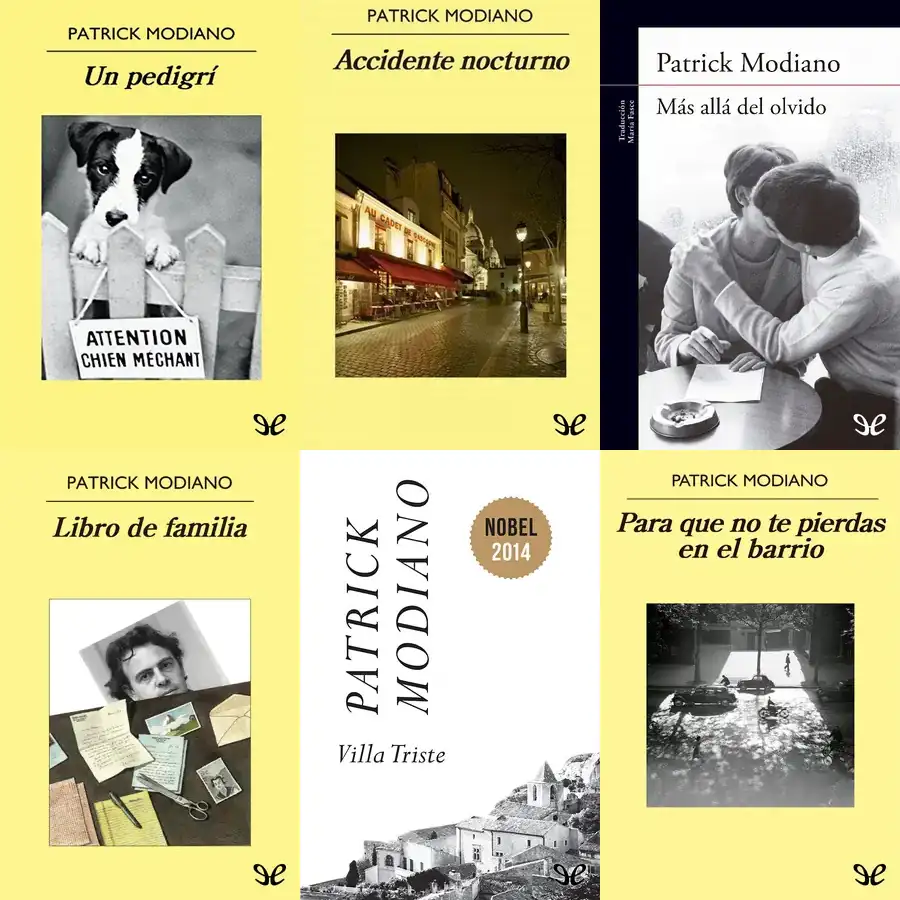 PATRICK MODIANO
Un pedigrí
ATTENTION
CHIEN MÉCHANT
PATRICK MODIANO
Accidente nocturno
AU CADET DE GASCOGNE
Patrick Modiano
Más allá del olvido
Traducción
María Fasce
PATRICK MODIANO
Libro de familia
PATRICK
MODIANO
NOBEL
2014
Villa Triste
PATRICK MODIANO
Para que no te pierdas
en el barrio